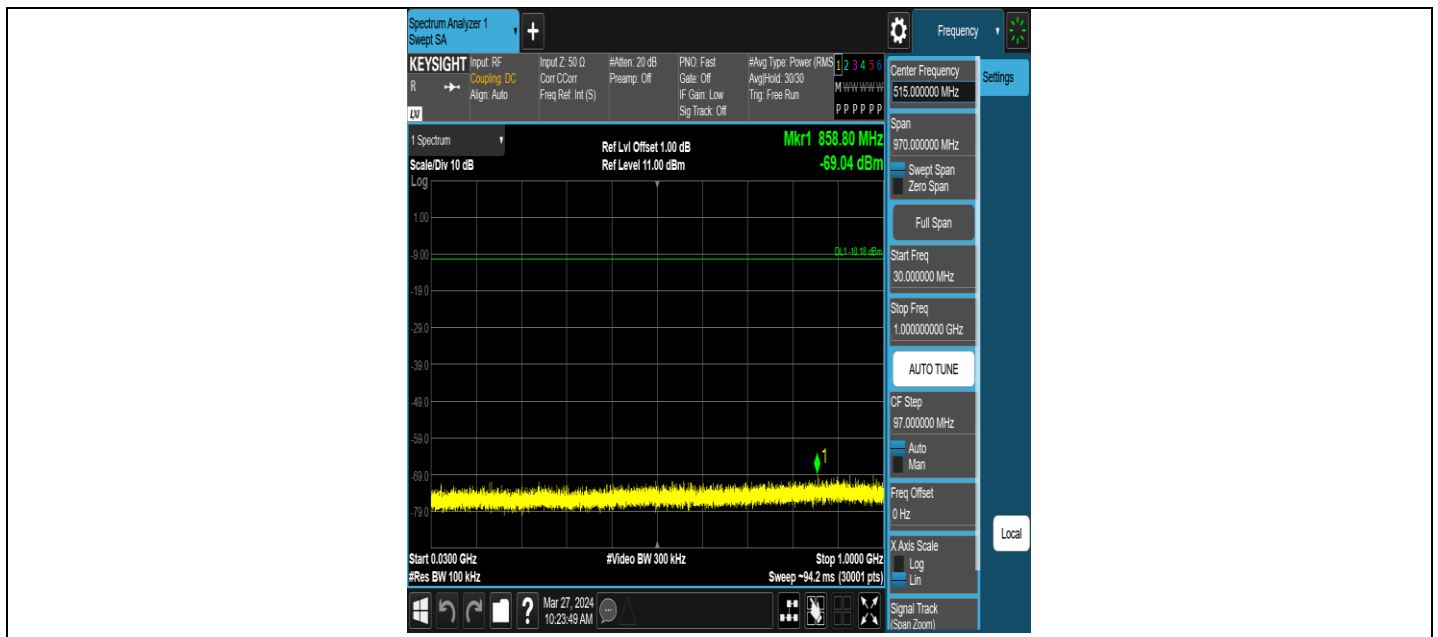 Spectrum Analyzer 1
Swept SA
+
Frequency
KEYSIGHT
R
LXI
Input: RF
Coupling: DC
Align: Auto
Input Z: 50 Ω
Corr CCorr
Freq Ref: Int (S)
#Atten: 20 dB
Preamp: Off
PNO: Fast
Gate: Off
IF Gain: Low
Sig Track: Off
#Avg Type: Power (RMS
Avg|Hold: 30/30
Trig: Free Run
1 2 3 4 5 6
M W W W W W
P P P P P P
1 Spectrum
Scale/Div 10 dB
Log
Ref Lvl Offset 1.00 dB
Ref Level 11.00 dBm
Mkr1 858.80 MHz
-69.04 dBm
1.00
-9.00
DL1 -10.18 dBm
-19.0
-29.0
-39.0
-49.0
-59.0
1
-69.0
-79.0
Start 0.0300 GHz
#Res BW 100 kHz
#Video BW 300 kHz
Stop 1.0000 GHz
Sweep ~94.2 ms (30001 pts)
Center Frequency
515.000000 MHz
Settings
Span
970.000000 MHz
Swept Span
Zero Span
Full Span
Start Freq
30.000000 MHz
Stop Freq
1.000000000 GHz
AUTO TUNE
CF Step
97.000000 MHz
Auto
Man
Freq Offset
0 Hz
Local
X Axis Scale
Log
Lin
Signal Track
(Span Zoom)
?
Mar 27, 2024
10:23:49 AM